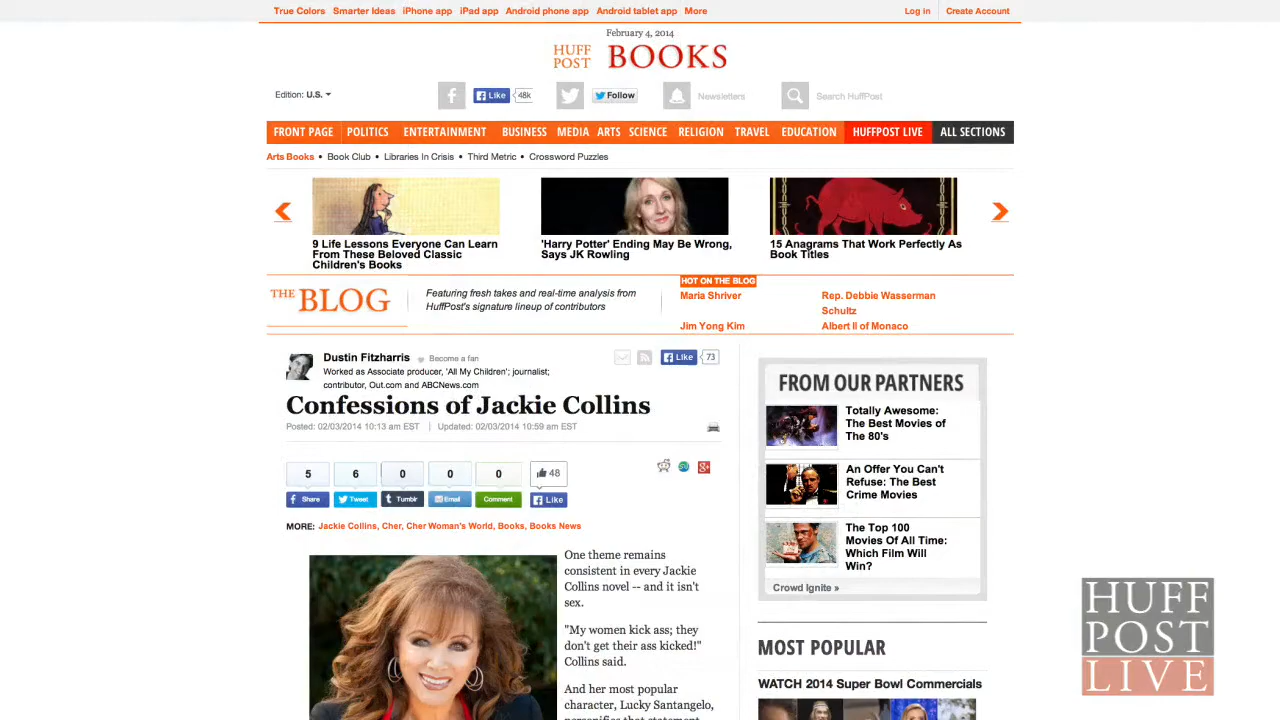 True Colors Smarter Ideas iPhone app iPad app Android phone app Android tablet app More Log in Create Account
February 4, 2014
HUFF POST BOOKS
Edition: U.S. Like 48k Follow Newsletters Search HuffPost
FRONT PAGE POLITICS ENTERTAINMENT BUSINESS MEDIA ARTS SCIENCE RELIGION TRAVEL EDUCATION HUFFPOST LIVE ALL SECTIONS
Arts Books • Book Club • Libraries In Crisis • Third Metric • Crossword Puzzles
9 Life Lessons Everyone Can Learn
From These Beloved Classic
Children's Books
'Harry Potter' Ending May Be Wrong,
Says JK Rowling
15 Anagrams That Work Perfectly As
Book Titles
THE BLOG
Featuring fresh takes and real-time analysis from
HuffPost's signature lineup of contributors
HOT ON THE BLOG
Maria Shriver
Rep. Debbie Wasserman
Schultz
Jim Yong Kim
Albert II of Monaco
Dustin Fitzharris Become a fan
Worked as Associate producer, 'All My Children'; journalist;
contributor, Out.com and ABCNews.com
Like 73
Confessions of Jackie Collins
Posted: 02/03/2014 10:13 am EST | Updated: 02/03/2014 10:59 am EST
5 6 0 0 0 48
Share Tweet Tumblr Email Comment Like
MORE: Jackie Collins, Cher, Cher Woman's World, Books, Books News
One theme remains
consistent in every Jackie
Collins novel -- and it isn't
sex.
"My women kick ass; they
don't get their ass kicked!"
Collins said.
And her most popular
character, Lucky Santangelo,
personifies that statement
FROM OUR PARTNERS
Totally Awesome:
The Best Movies of
The 80's
An Offer You Can't
Refuse: The Best
Crime Movies
The Top 100
Movies Of All Time:
Which Film Will
Win?
Crowd Ignite »
MOST POPULAR
WATCH 2014 Super Bowl Commercials
HUFF
POST
LIVE